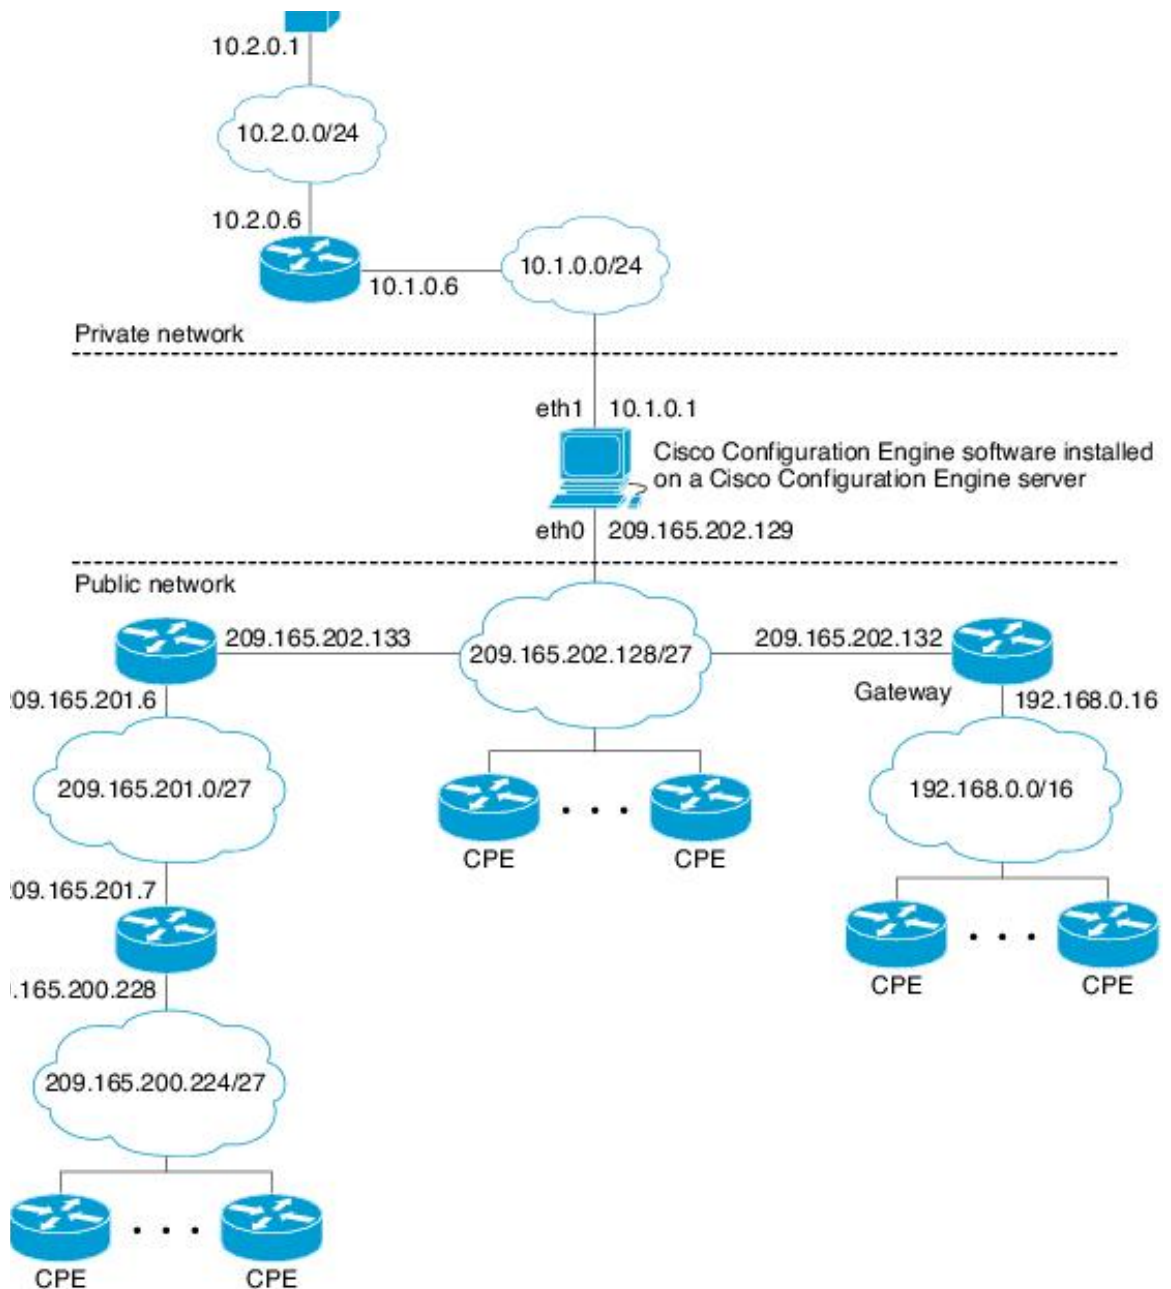 10.2.0.1
10.2.0.0/24
10.2.0.6
10.1.0.6
10.1.0.0/24
Private network
eth1 10.1.0.1
Cisco Configuration Engine software installed
on a Cisco Configuration Engine server
eth0 209.165.202.129
Public network
209.165.202.133
209.165.202.128/27
209.165.202.132
209.165.201.6
Gateway
192.168.0.16
209.165.201.0/27
192.168.0.0/16
CPE
CPE
09.165.201.7
CPE
CPE
.165.200.228
209.165.200.224/27
CPE
CPE